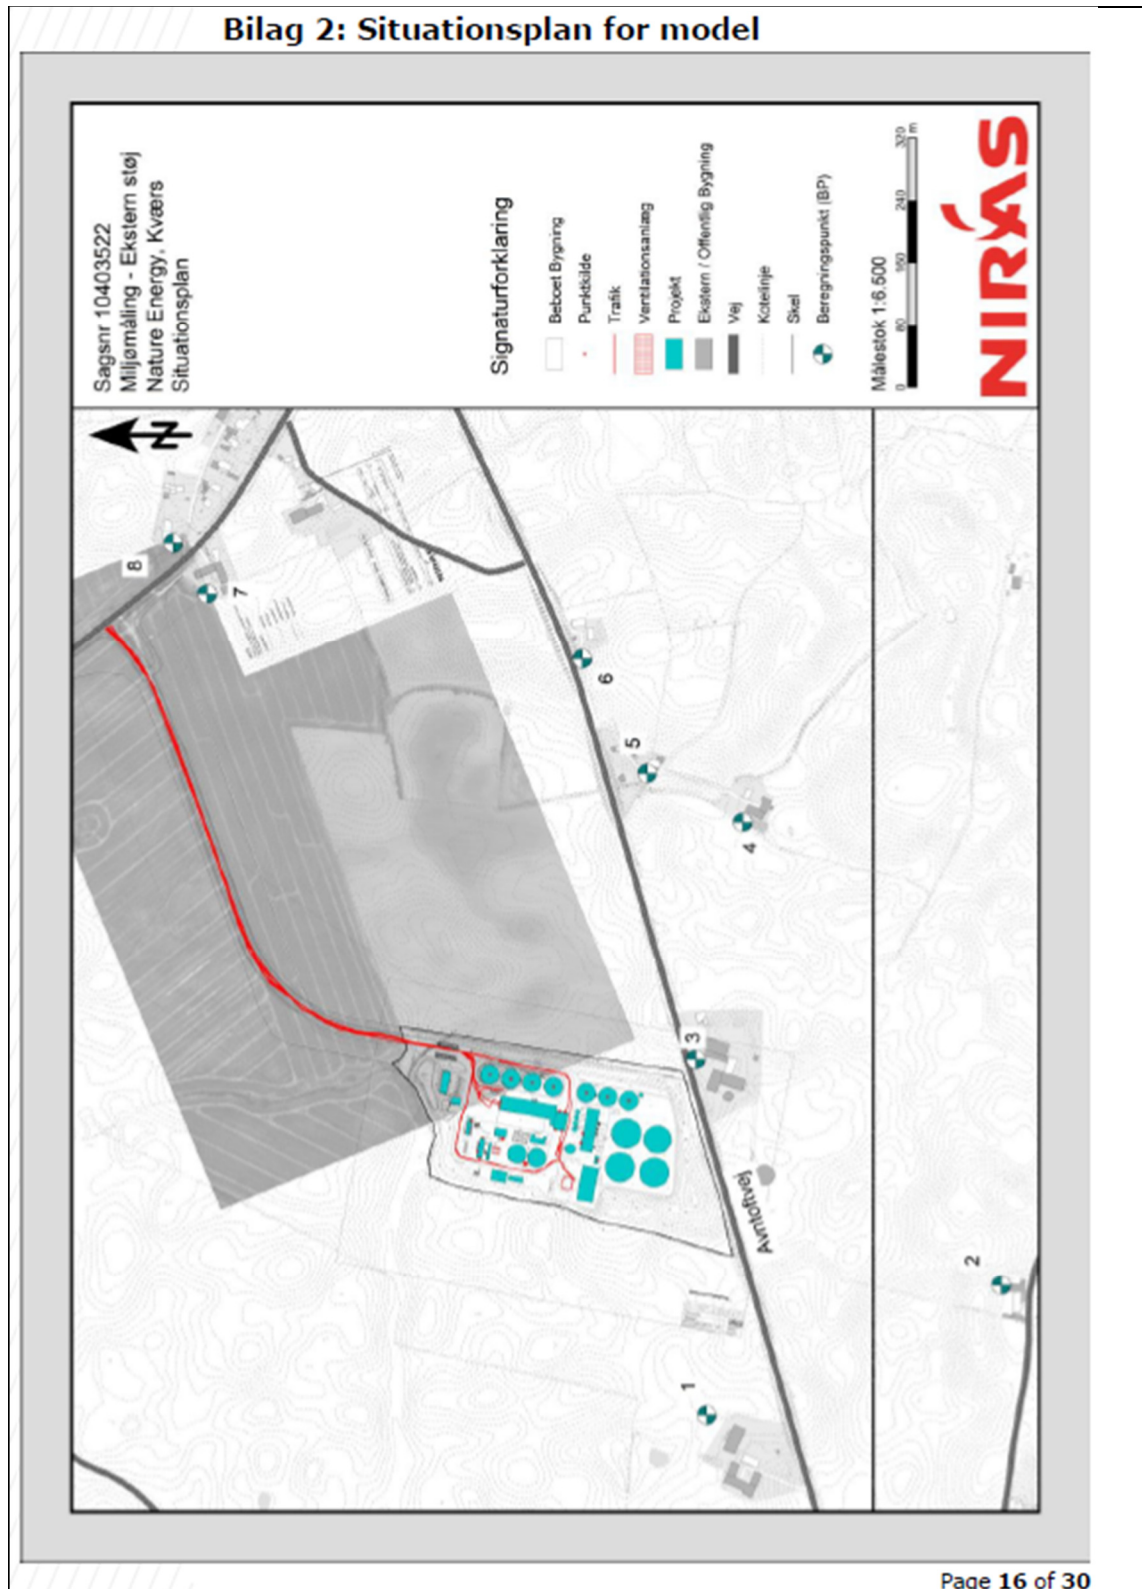 Bilag 2: Situationsplan for model
Sagsnr 10403522
Miljømåling - Ekstern støj
Nature Energy, Kværs
Situationsplan
Signaturforklaring
Beboet Bygning
Punktkilde
Trafik
Ventilationsanlæg
Projekt
Ekstern / Offentlig Bygning
Vej
Kotelinje
Skel
Beregningspunkt (BP)
Målestok 1:6.500
0 80 160 240 320
m
NIRAS
N
8
7
6
5
4
3
Avnløftvej
2
1
Page 16 of 30